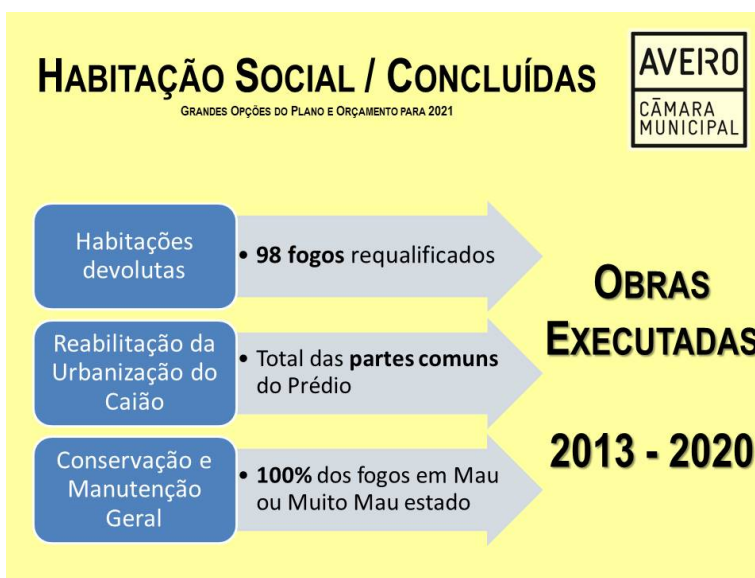 HABITAÇÃO SOCIAL / CONCLUÍDAS
GRANDES OPÇÕES DO PLANO E ORÇAMENTO PARA 2021
AVEIRO
CÂMARA
MUNICIPAL
Habitações
devolutas
• 98 fogos requalificados
Reabilitação da
Urbanização do
Caião
• Total das partes comuns
do Prédio
Conservação e
Manutenção
Geral
• 100% dos fogos em Mau
ou Muito Mau estado
OBRAS
EXECUTADAS
2013 - 2020